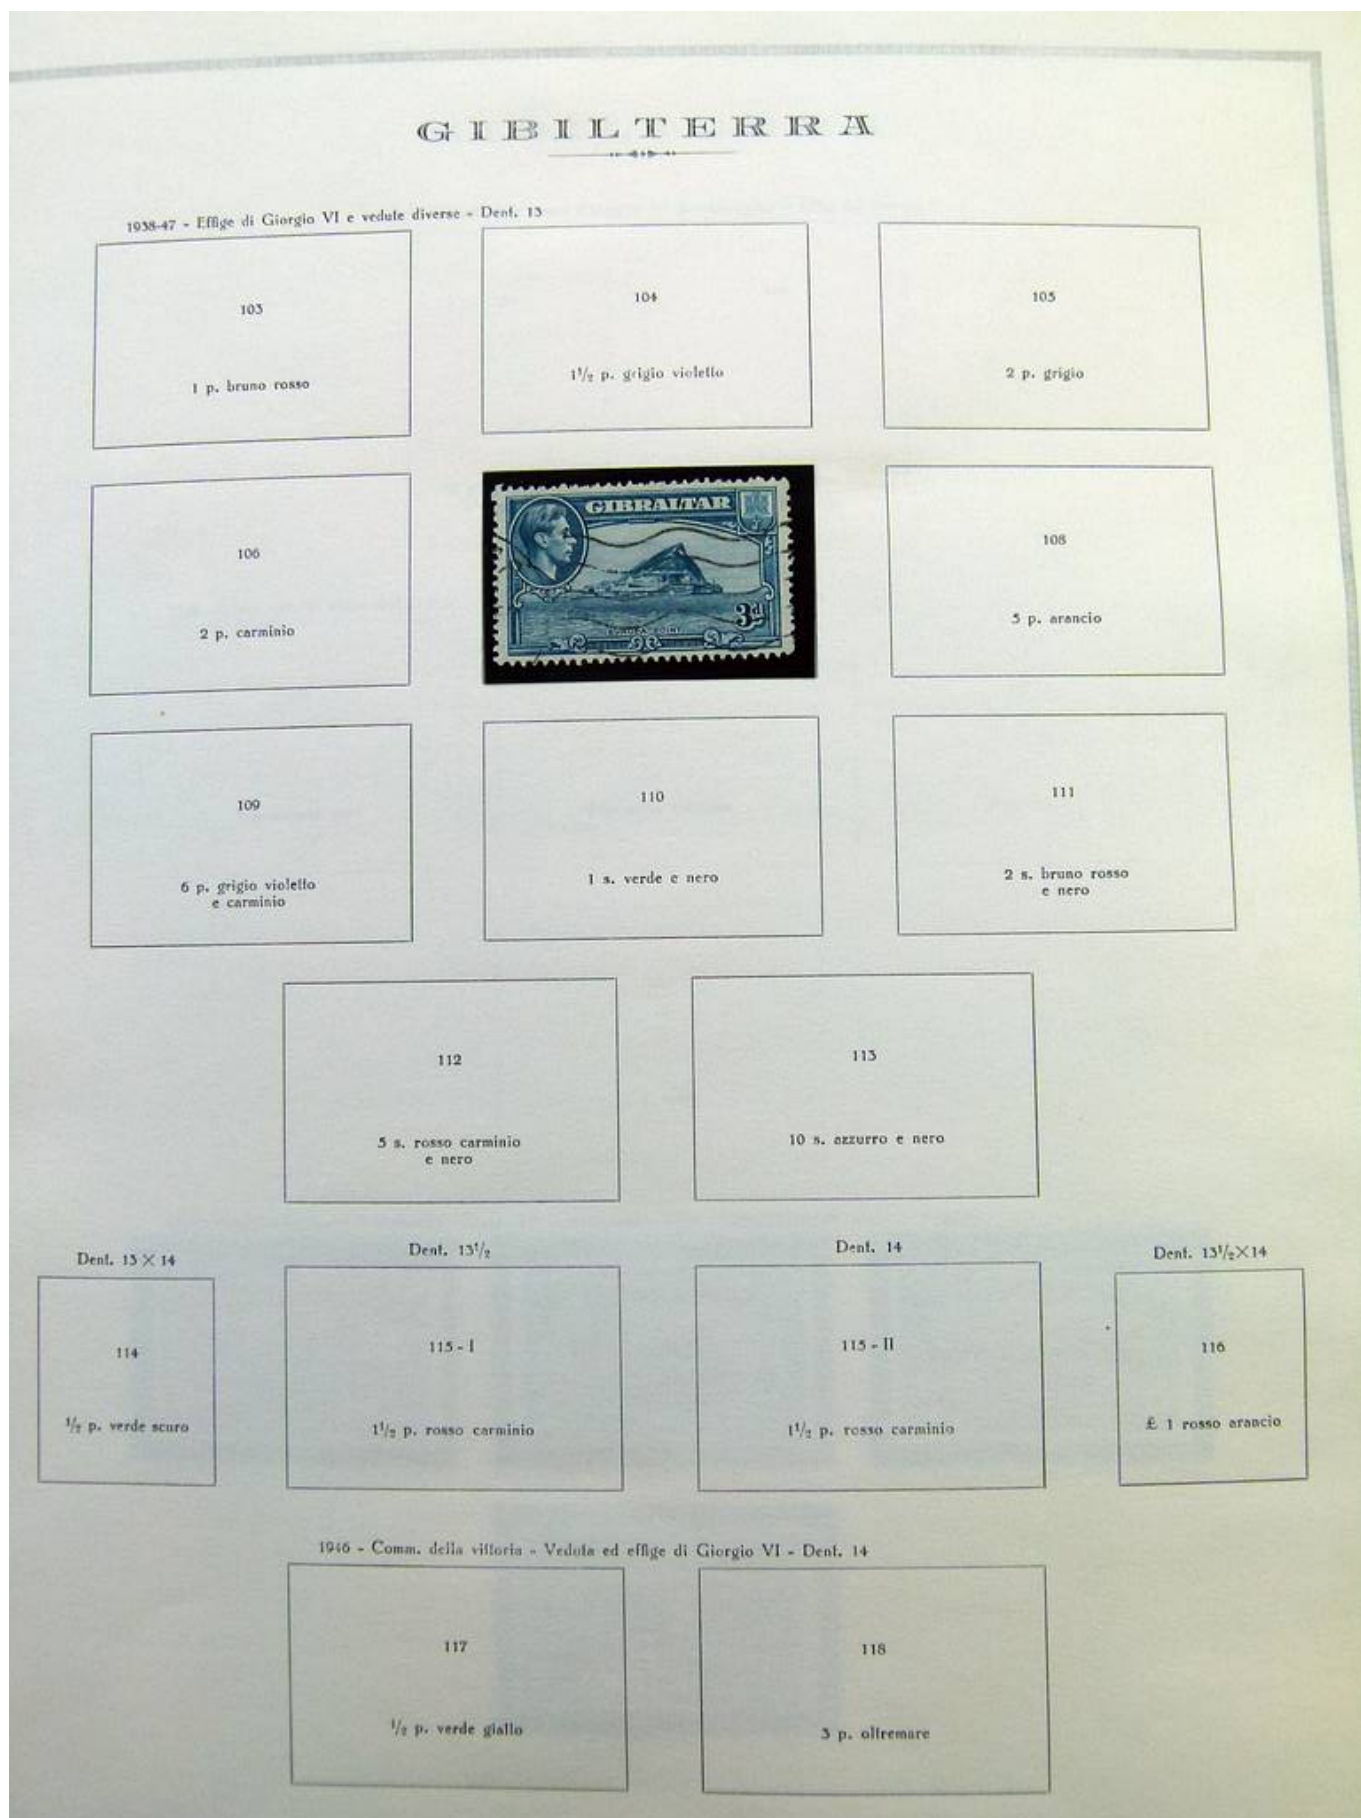 GIBILTERRA
1938-47 - Effige di Giorgio VI e vedute diverse - Dent. 13
103
1 p. bruno rosso
104
1½ p. grigio violetto
105
2 p. grigio
106
2 p. carminio
GIBRALTAR
3d
EUROPA POINT
108
5 p. arancio
109
6 p. grigio violetto
e carminio
110
1 s. verde e nero
111
2 s. bruno rosso
e nero
112
5 s. rosso carminio
e nero
113
10 s. azzurro e nero
Dent. 13 × 14
114
½ p. verde scuro
Dent. 13½
115 - I
1½ p. rosso carminio
Dent. 14
115 - II
1½ p. rosso carminio
Dent. 13½×14
116
£ 1 rosso arancio
1946 - Comm. della vittoria - Veduta ed effige di Giorgio VI - Dent. 14
117
½ p. verde giallo
118
3 p. oltremare